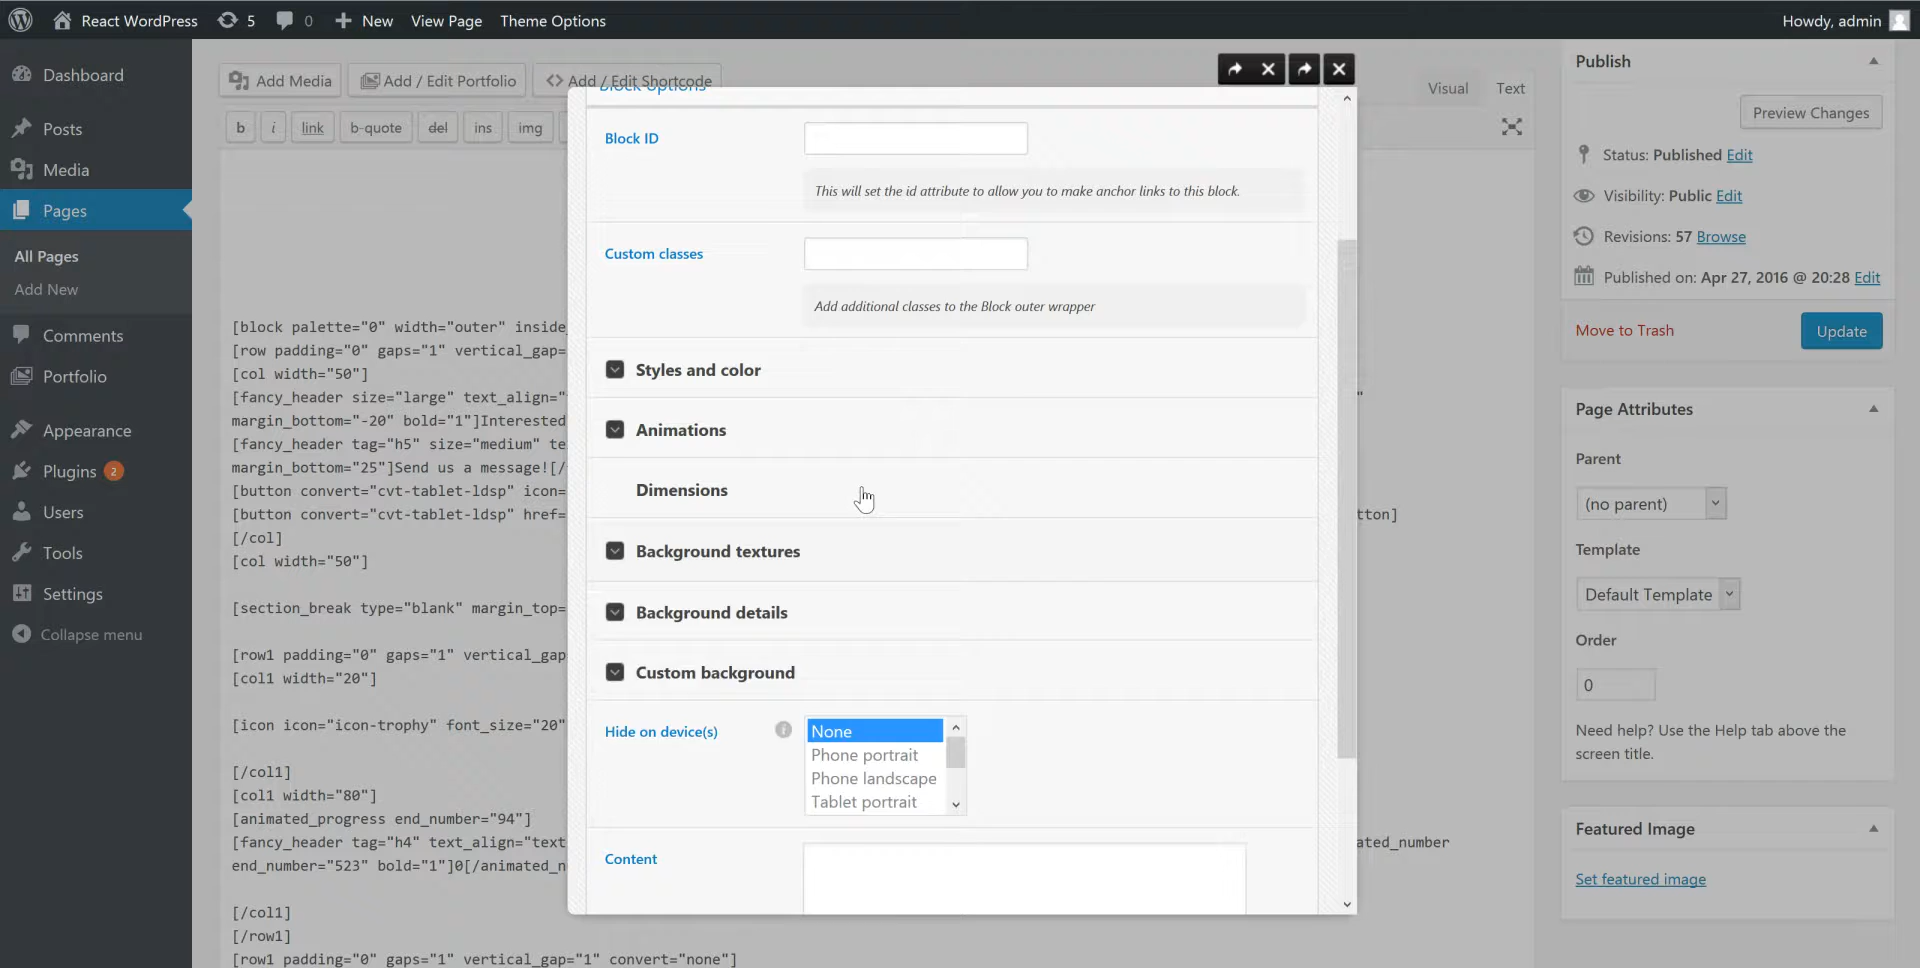 React WordPress
5
0
New
View Page
Theme Options
Howdy, admin
Dashboard
Posts
Media
Pages
All Pages
Add New
Comments
Portfolio
Appearance
Plugins 2
Users
Tools
Settings
Collapse menu
Add Media
Add / Edit Portfolio
Add / Edit Shortcode
Visual
Text
b
i
link
b-quote
del
ins
img
[block palette="0" width="outer" inside_
[row padding="0" gaps="1" vertical_gap=
[col width="50"]
[fancy_header size="large" text_align="
margin_bottom="-20" bold="1"]Interested
[fancy_header tag="h5" size="medium" te
margin_bottom="25"]Send us a message![/
[button convert="cvt-tablet-ldsp" icon=
[button convert="cvt-tablet-ldsp" href= tton]
[/col]
[col width="50"]
[section_break type="blank" margin_top=
[row1 padding="0" gaps="1" vertical_gap
[col1 width="20"]
[icon icon="icon-trophy" font_size="20"
[/col1]
[col1 width="80"]
[animated_progress end_number="94"]
[fancy_header tag="h4" text_align="text ated_number
end_number="523" bold="1"]0[/animated_n
[/col1]
[/row1]
[row1 padding="0" gaps="1" vertical_gap="1" convert="none"]
Block options
Block ID
This will set the id attribute to allow you to make anchor links to this block.
Custom classes
Add additional classes to the Block outer wrapper
Styles and color
Animations
Dimensions
Background textures
Background details
Custom background
Hide on device(s)
None
Phone portrait
Phone landscape
Tablet portrait
Content
Publish
Preview Changes
Status: Published Edit
Visibility: Public Edit
Revisions: 57 Browse
Published on: Apr 27, 2016 @ 20:28 Edit
Move to Trash
Update
Page Attributes
Parent
(no parent)
Template
Default Template
Order
0
Need help? Use the Help tab above the
screen title.
Featured Image
Set featured image